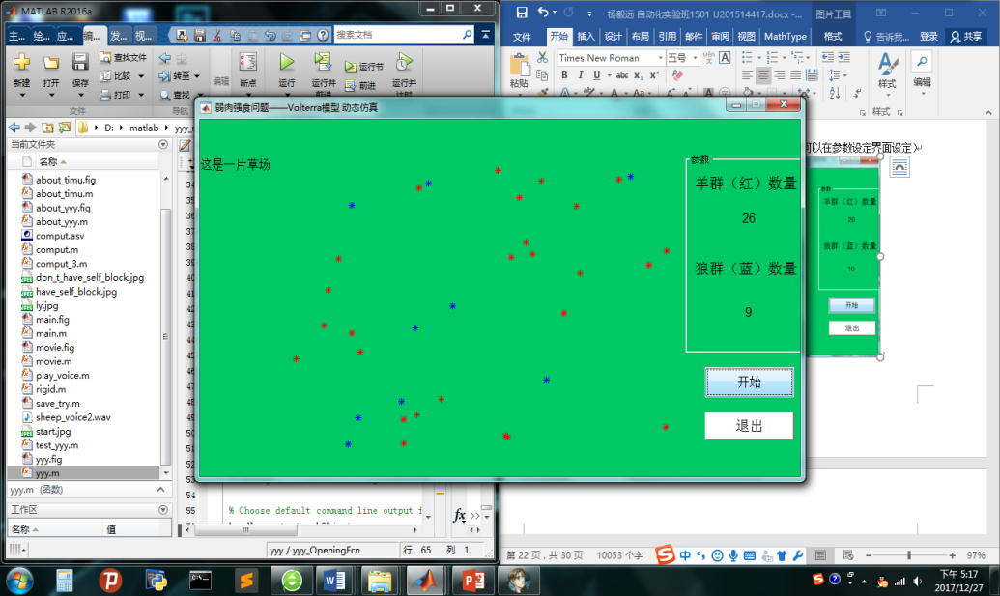 MATLAB R2016a
主... 绘... 应... 编... 发... 视...
搜索文档
新建 打开 保存
查找文件
比较
打印
转至
查找
编辑 断点 运行 运行并
运行节
前进
运行并
文件 导航
D: matlab yyy_
当前文件夹
名称
about_timu.fig
about_timu.m
about_yyy.fig
about_yyy.m
comput.asv
comput.m
comput_3.m
don_t_have_self_block.jpg
have_self_block.jpg
ly.jpg
main.fig
main.m
movie.fig
movie.m
play_voice.m
rigid.m
save_try.m
sheep_voice2.wav
start.jpg
test_yyy.m
yyy.fig
yyy.m
yyy.m (函数)
工作区
名称 值
34
35
36
37
38
39
40
41
42
43
44
45
46
47
48
49
50
51
52
53
54
55
56
% Choose default command line output f
fx >>
yyy / yyy_OpeningFcn 行 65 列 1
弱肉强食问题——Volterra模型 动态仿真
这是一片草场
参数
羊群（红）数量
26
狼群（蓝）数量
9
开始
退出
杨毅远 自动化实验班1501 U201514417.docx -... 图片工具
文件 开始 插入 设计 布局 引用 邮件 审阅 视图 MathType 格式 告诉我... 登录 共享
粘贴
Times New Roman 五号
B I U abc x₂ x²
样式 编辑
样式
可以在参数设定界面设定）
参数
羊群（红）数量
26
狼群（蓝）数量
10
开始
退出
第 22 页，共 30 页 10053 个字 中 97%
下午 5:17
2017/12/27